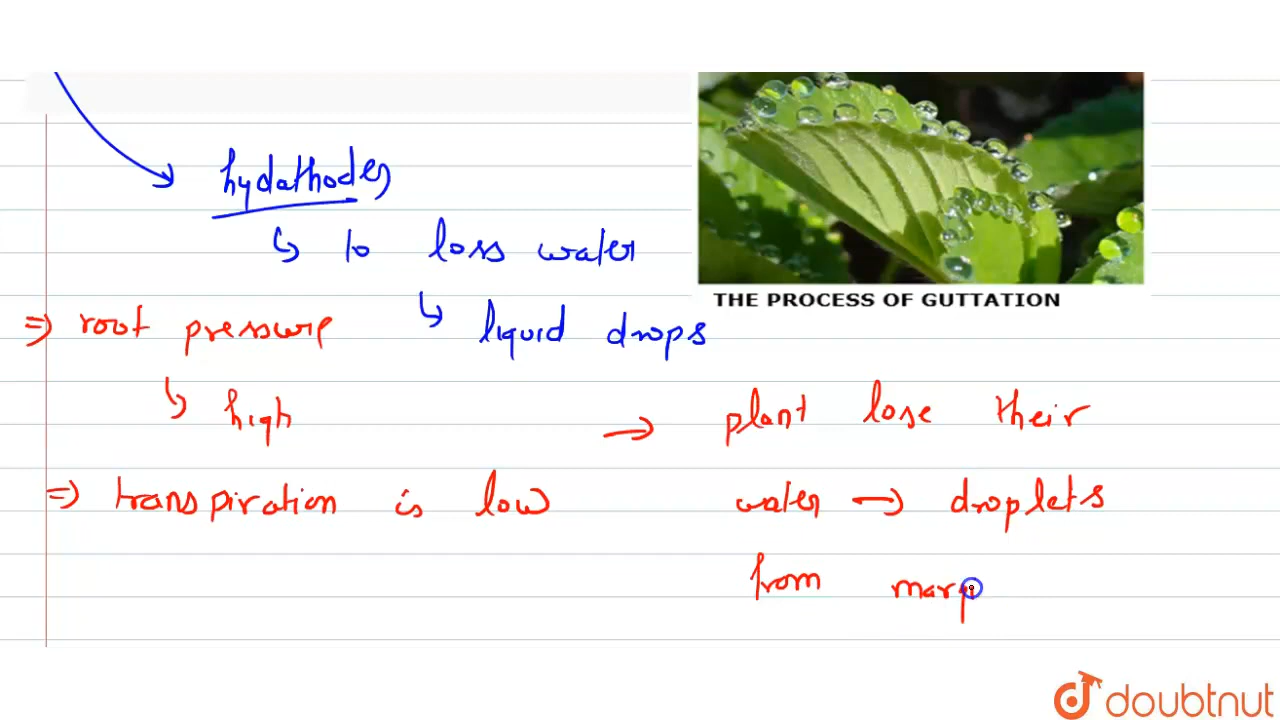 hydathodes
↳ to loss water
↳ liquid drops
THE PROCESS OF GUTTATION
⇒ root pressure
↳ high
→ plant lose their
water → droplets
from marg
⇒ transpiration is low
doubtnut